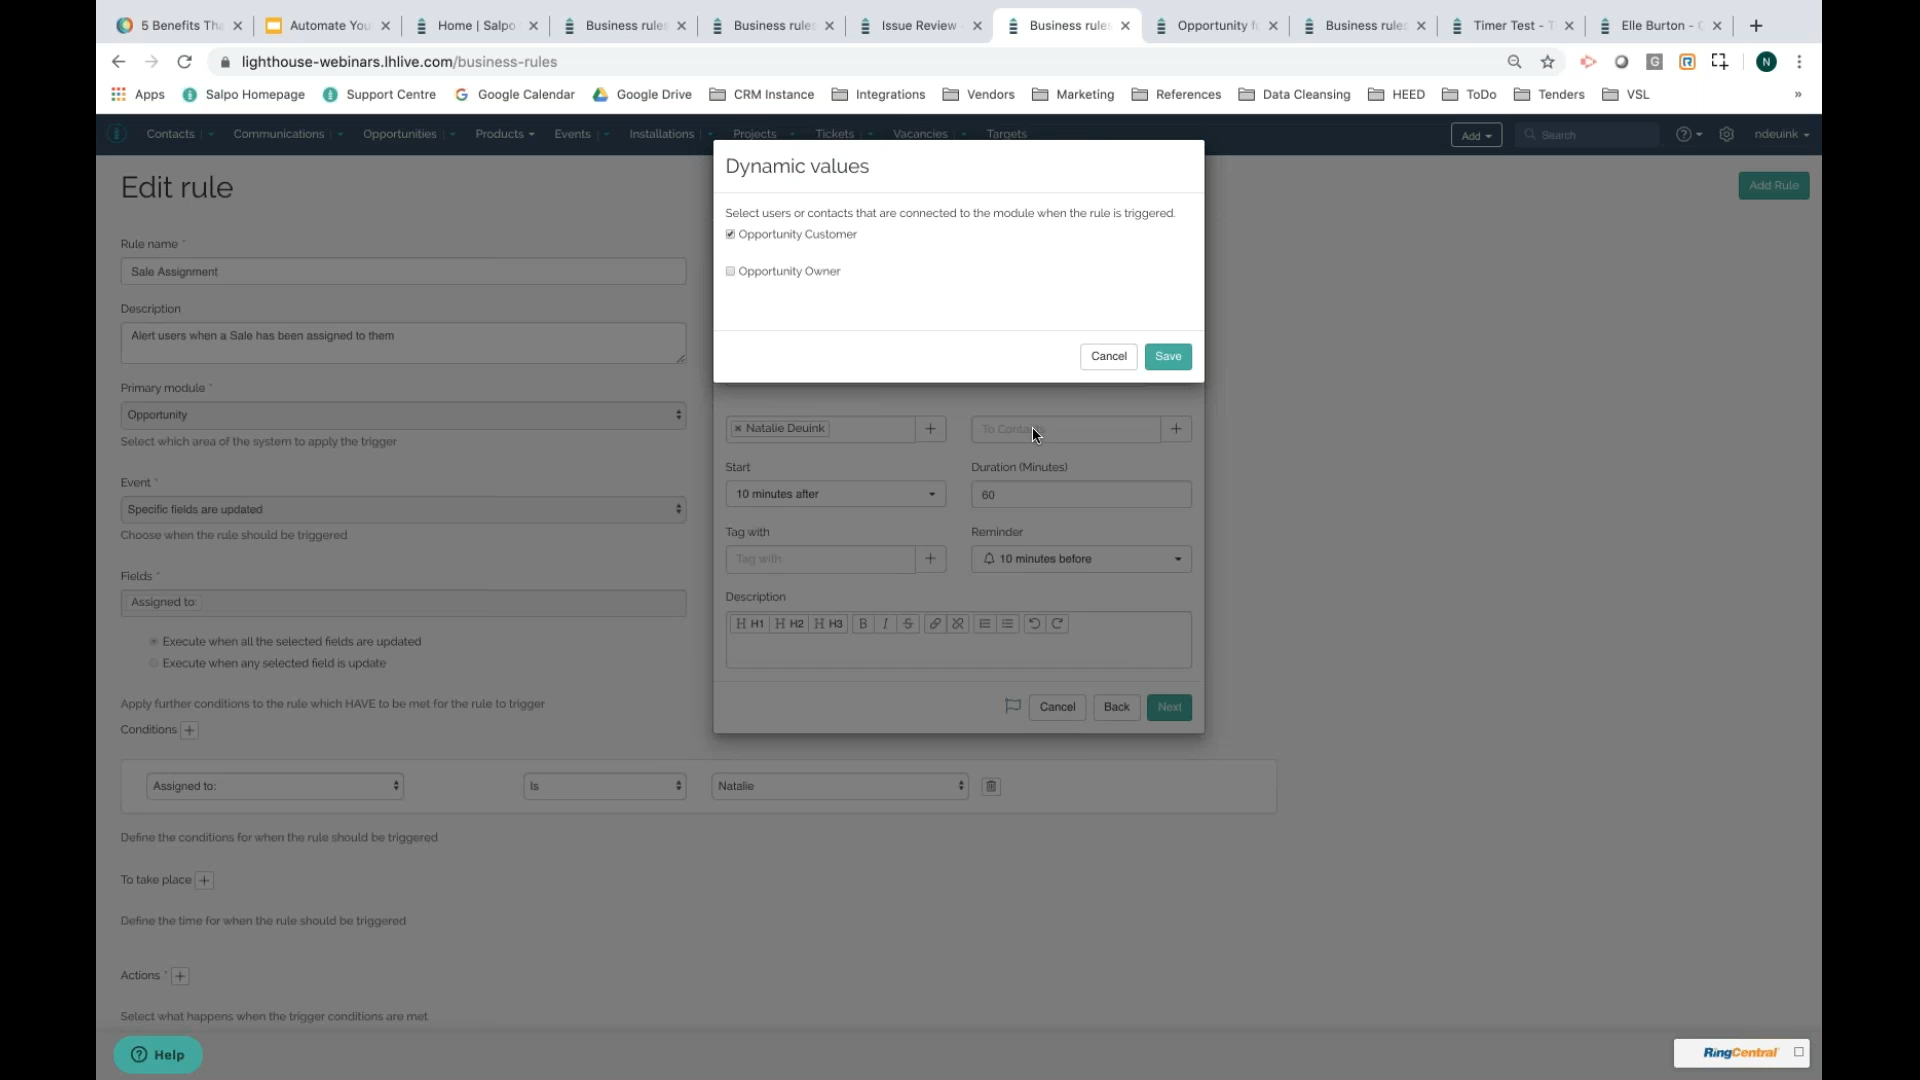 5 Benefits Tha
Automate You
Home | Salpo
Business rules
Business rules
Issue Review -
Business rules
Opportunity f
Business rules
Timer Test - T
Elle Burton - C
lighthouse-webinars.lhlive.com/business-rules
N
Apps
Salpo Homepage
Support Centre
Google Calendar
Google Drive
CRM Instance
Integrations
Vendors
Marketing
References
Data Cleansing
HEED
ToDo
Tenders
VSL
»
Contacts
Communications
Opportunities
Products
Events
Installations
Projects
Tickets
Vacancies
Targets
Add
Search
ndeuink
Edit rule
Add Rule
Rule name *
Sale Assignment
Description
Alert users when a Sale has been assigned to them
Primary module *
Opportunity
Select which area of the system to apply the trigger
Event *
Specific fields are updated
Choose when the rule should be triggered
Fields *
Assigned to:
Execute when all the selected fields are updated
Execute when any selected field is update
Apply further conditions to the rule which HAVE to be met for the rule to trigger
Conditions +
Assigned to:
Is
Natalie
Define the conditions for when the rule should be triggered
To take place +
Define the time for when the rule should be triggered
Actions * +
Select what happens when the trigger conditions are met
Dynamic values
Select users or contacts that are connected to the module when the rule is triggered.
Opportunity Customer
Opportunity Owner
Cancel
Save
× Natalie Deuink
+
To Contacts
+
Start
Duration (Minutes)
10 minutes after
60
Tag with
Reminder
Tag with
+
10 minutes before
Description
H H1
H H2
H H3
B
I
S
Cancel
Back
Next
? Help
RingCentral